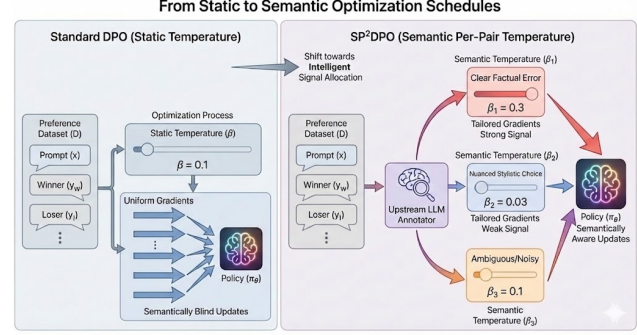 From Static to Semantic Optimization Schedules
Standard DPO (Static Temperature)
Shift towards
Intelligent
Signal Allocation
Optimization Process
Preference
Dataset (D)
Prompt (x)
Winner (y_w)
Loser (y_l)
Static Temperature (β)
β = 0.1
Uniform Gradients
Policy (π_θ)
Semantically Blind Updates
SP²DPO (Semantic Per-Pair Temperature)
Preference
Dataset (D)
Prompt (x)
Winner (y_w)
Loser (y_l)
Upstream LLM
Annotator
Semantic Temperature (β₁)
Clear Factual Error
β₁ = 0.3
Tailored Gradients
Strong Signal
Semantic Temperature (β₂)
Nuanced Stylistic Choice
β₂ = 0.03
Tailored Gradients
Weak Signal
Ambiguous/Noisy
β₃ = 0.1
Semantic
Temperature (β₃)
Policy (π_θ)
Semantically
Aware Updates